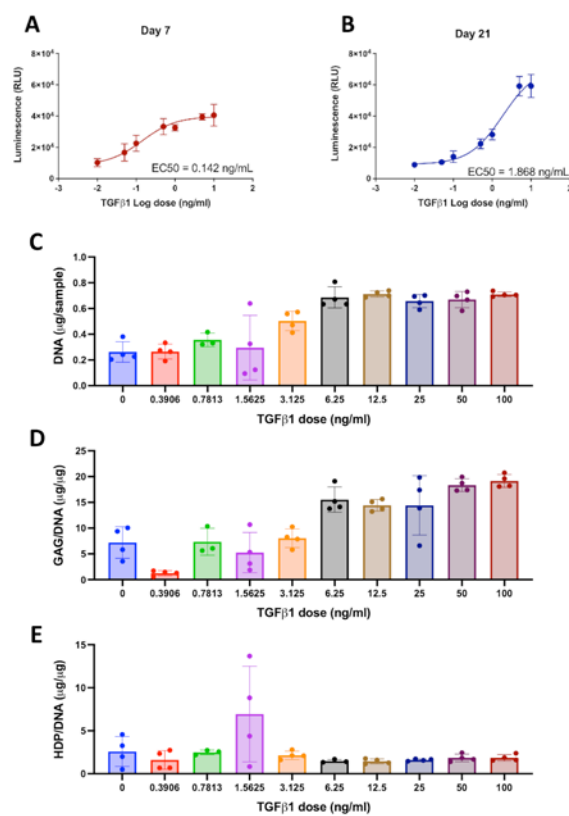 A
Day 7
Luminescence (RLU)
8×10⁴
6×10⁴
4×10⁴
2×10⁴
0
-3 -2 -1 0 1 2
EC50 = 0.142 ng/mL
TGFβ1 Log dose (ng/ml)
B
Day 21
Luminescence (RLU)
8×10⁴
6×10⁴
4×10⁴
2×10⁴
0
-3 -2 -1 0 1 2
EC50 = 1.868 ng/mL
TGFβ1 Log dose (ng/ml)
C
DNA (µg/sample)
1.0
0.8
0.6
0.4
0.2
0.0
0 0.3906 0.7813 1.5625 3.125 6.25 12.5 25 50 100
TGFβ1 dose (ng/ml)
D
GAG/DNA (µg/µg)
25
20
15
10
5
0
0 0.3906 0.7813 1.5625 3.125 6.25 12.5 25 50 100
TGFβ1 dose (ng/ml)
E
HDP/DNA (µg/µg)
15
10
5
0
0 0.3906 0.7813 1.5625 3.125 6.25 12.5 25 50 100
TGFβ1 dose (ng/ml)